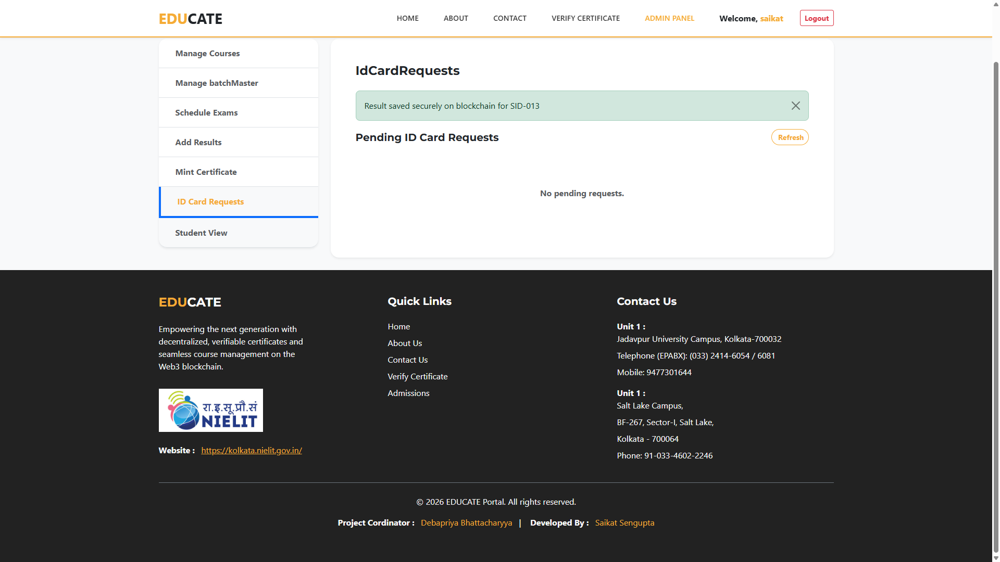 EDUCATE
HOME ABOUT CONTACT VERIFY CERTIFICATE ADMIN PANEL Welcome, saikat Logout
Manage Courses
Manage batchMaster
Schedule Exams
Add Results
Mint Certificate
ID Card Requests
Student View
IdCardRequests
Result saved securely on blockchain for SID-013
Pending ID Card Requests
Refresh
No pending requests.
EDUCATE
Empowering the next generation with
decentralized, verifiable certificates and
seamless course management on the
Web3 blockchain.
रा.इ.सू.प्रौ.सं
NIELIT
Website : https://kolkata.nielit.gov.in/
Quick Links
Home
About Us
Contact Us
Verify Certificate
Admissions
Contact Us
Unit 1 :
Jadavpur University Campus, Kolkata-700032
Telephone (EPABX): (033) 2414-6054 / 6081
Mobile: 9477301644
Unit 1 :
Salt Lake Campus,
BF-267, Sector-I, Salt Lake,
Kolkata - 700064
Phone: 91-033-4602-2246
© 2026 EDUCATE Portal. All rights reserved.
Project Cordinator : Debapriya Bhattacharyya | Developed By : Saikat Sengupta